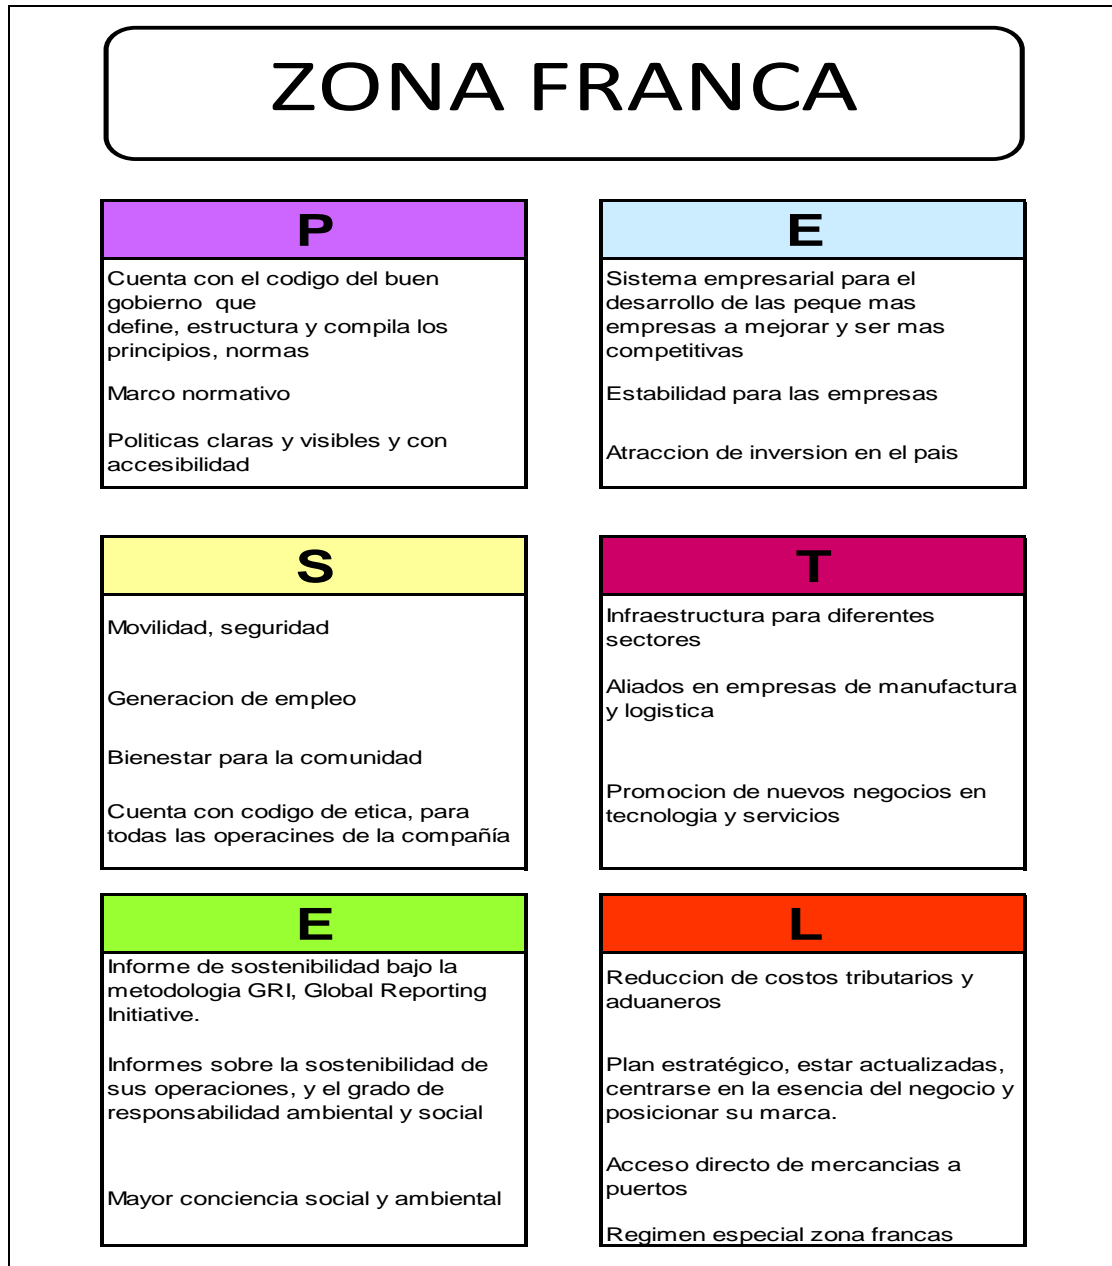 ZONA FRANCA
P
Cuenta con el codigo del buen
gobierno que
define, estructura y compila los
principios, normas
Marco normativo
Politicas claras y visibles y con
accesibilidad
E
Sistema empresarial para el
desarrollo de las peque mas
empresas a mejorar y ser mas
competitivas
Estabilidad para las empresas
Atraccion de inversion en el pais
S
Movilidad, seguridad
Generacion de empleo
Bienestar para la comunidad
Cuenta con codigo de etica, para
todas las operacines de la compañía
T
Infraestructura para diferentes
sectores
Aliados en empresas de manufactura
y logistica
Promocion de nuevos negocios en
tecnologia y servicios
E
Informe de sostenibilidad bajo la
metodologia GRI, Global Reporting
Initiative.
Informes sobre la sostenibilidad de
sus operaciones, y el grado de
responsabilidad ambiental y social
Mayor conciencia social y ambiental
L
Reduccion de costos tributarios y
aduaneros
Plan estratégico, estar actualizadas,
centrarse en la esencia del negocio y
posicionar su marca.
Acceso directo de mercancias a
puertos
Regimen especial zona francas